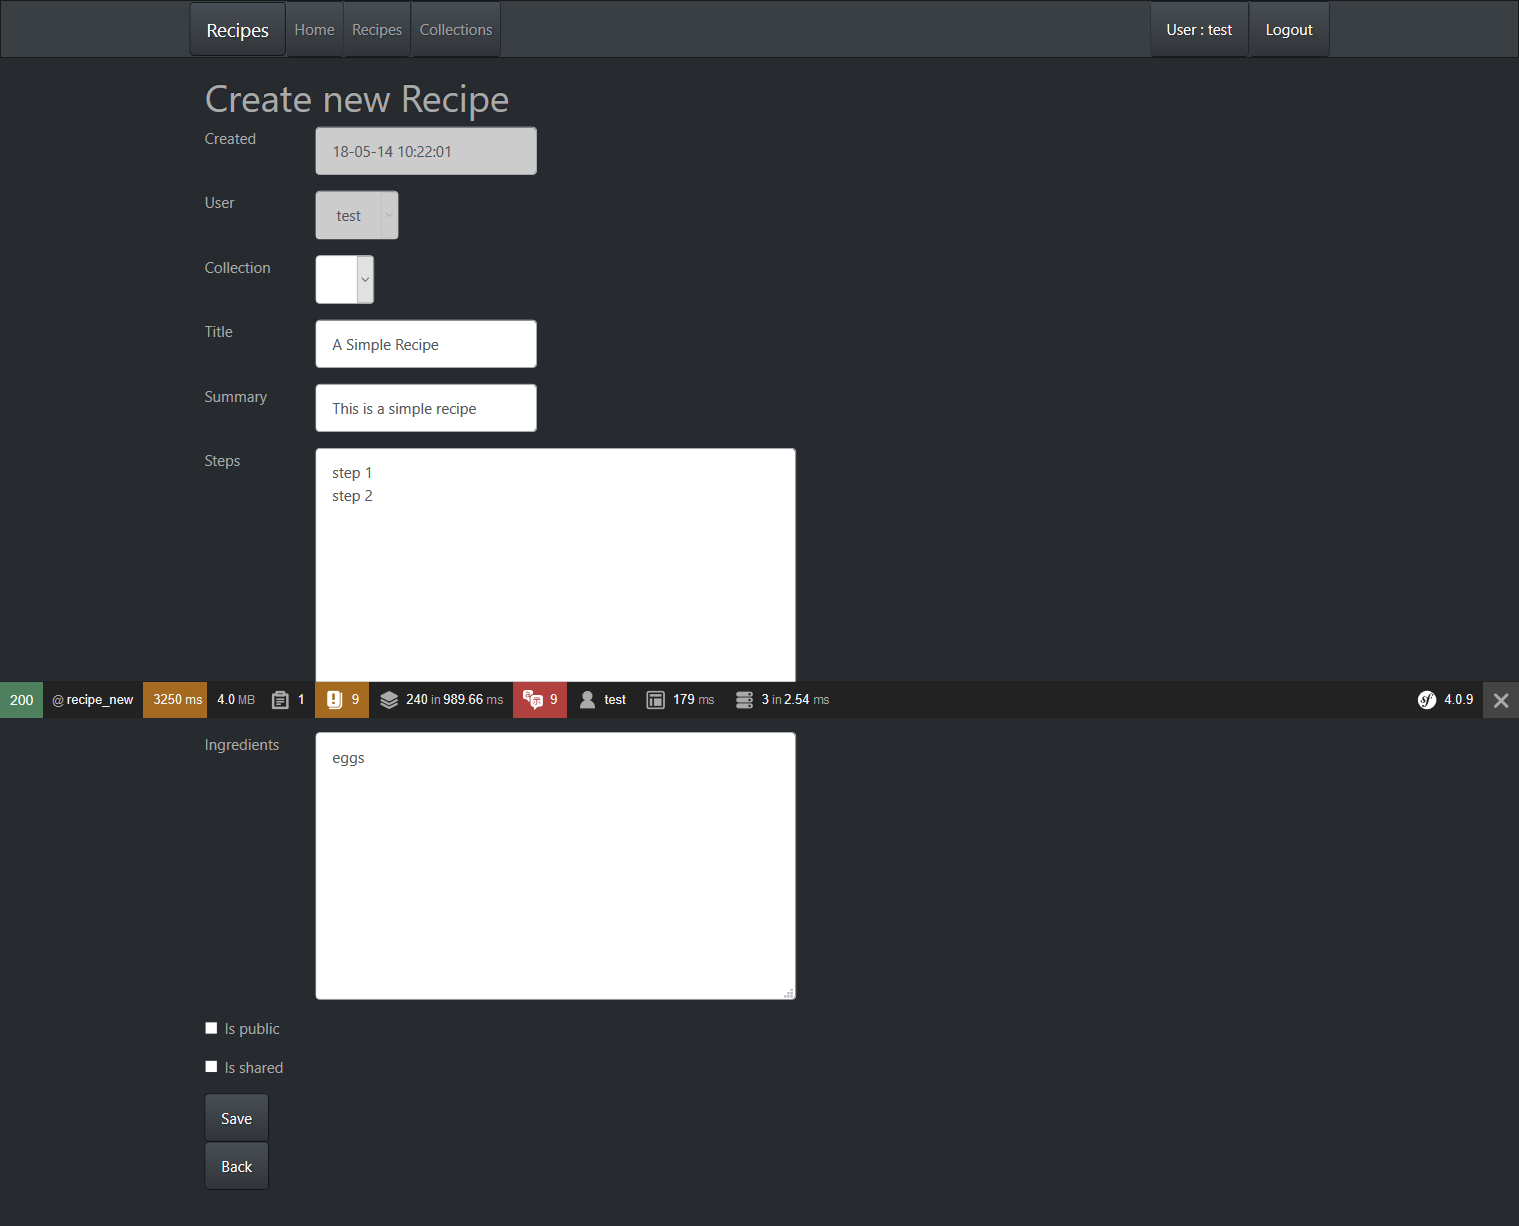 Recipes Home Recipes Collections User : test Logout
Create new Recipe
Created 18-05-14 10:22:01
User test
Collection
Title A Simple Recipe
Summary This is a simple recipe
Steps step 1
step 2
200 @ recipe_new 3250 ms 4.0 MB 1 9 240 in 989.66 ms 9 test 179 ms 3 in 2.54 ms sf 4.0.9
Ingredients eggs
Is public
Is shared
Save
Back